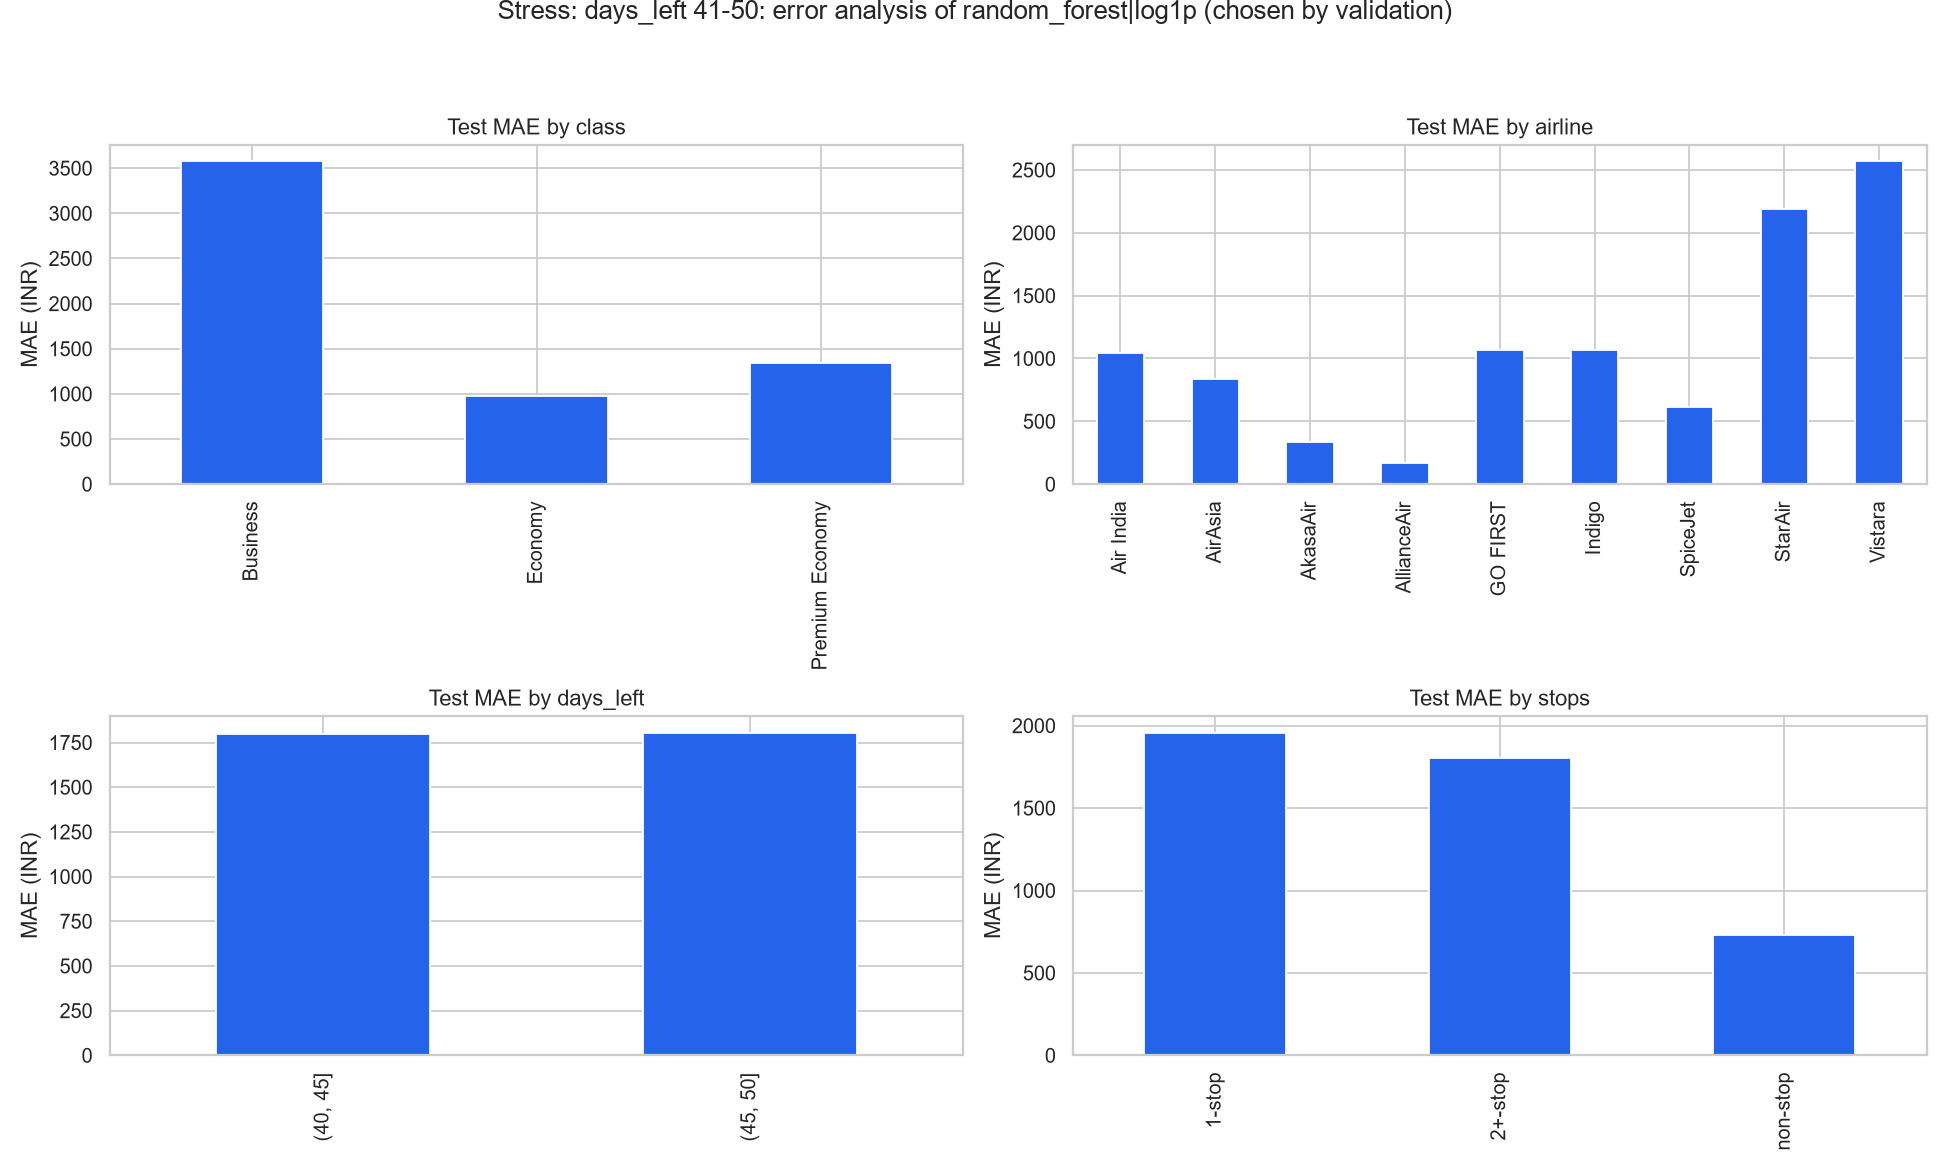 Stress: days_left 41-50: error analysis of random_forest|log1p (chosen by validation)
Test MAE by class
MAE (INR)
3500
3000
2500
2000
1500
1000
500
0
Business
Economy
Premium Economy
Test MAE by airline
MAE (INR)
2500
2000
1500
1000
500
0
Air India
AirAsia
AkasaAir
AllianceAir
GO FIRST
Indigo
SpiceJet
StarAir
Vistara
Test MAE by days_left
MAE (INR)
1750
1500
1250
1000
750
500
250
0
(40, 45]
(45, 50]
Test MAE by stops
MAE (INR)
2000
1500
1000
500
0
1-stop
2+-stop
non-stop